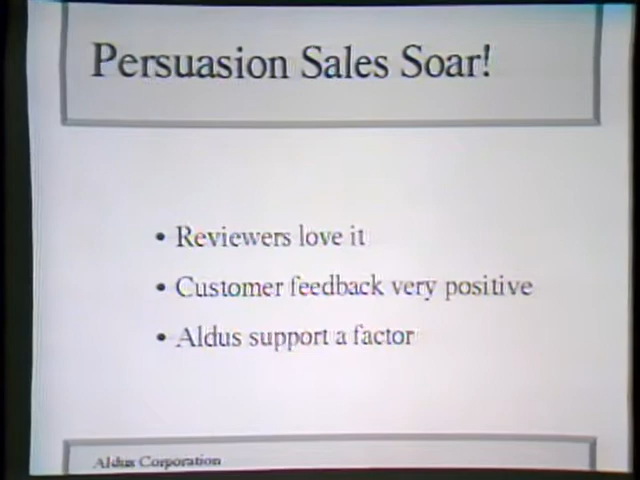 Persuasion Sales Soar!
• Reviewers love it
• Customer feedback very positive
• Aldus support a factor
Aldus Corporation